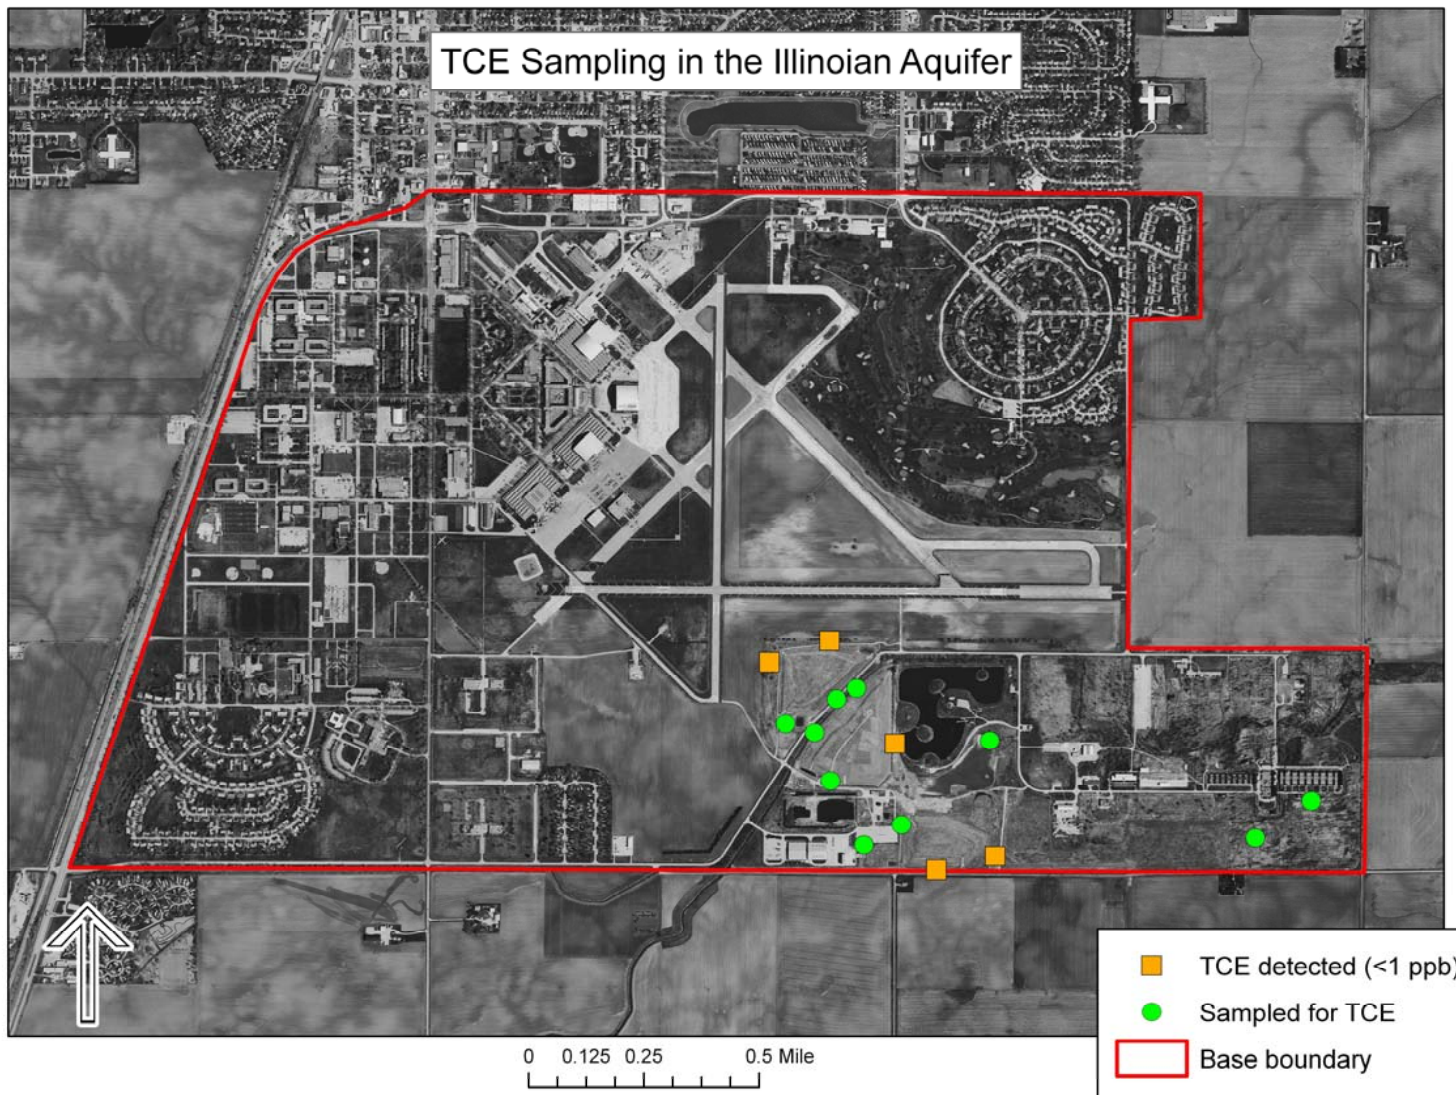 TCE Sampling in the Illinoian Aquifer
TCE detected (<1 ppb)
Sampled for TCE
Base boundary
0 0.125 0.25 0.5 Mile